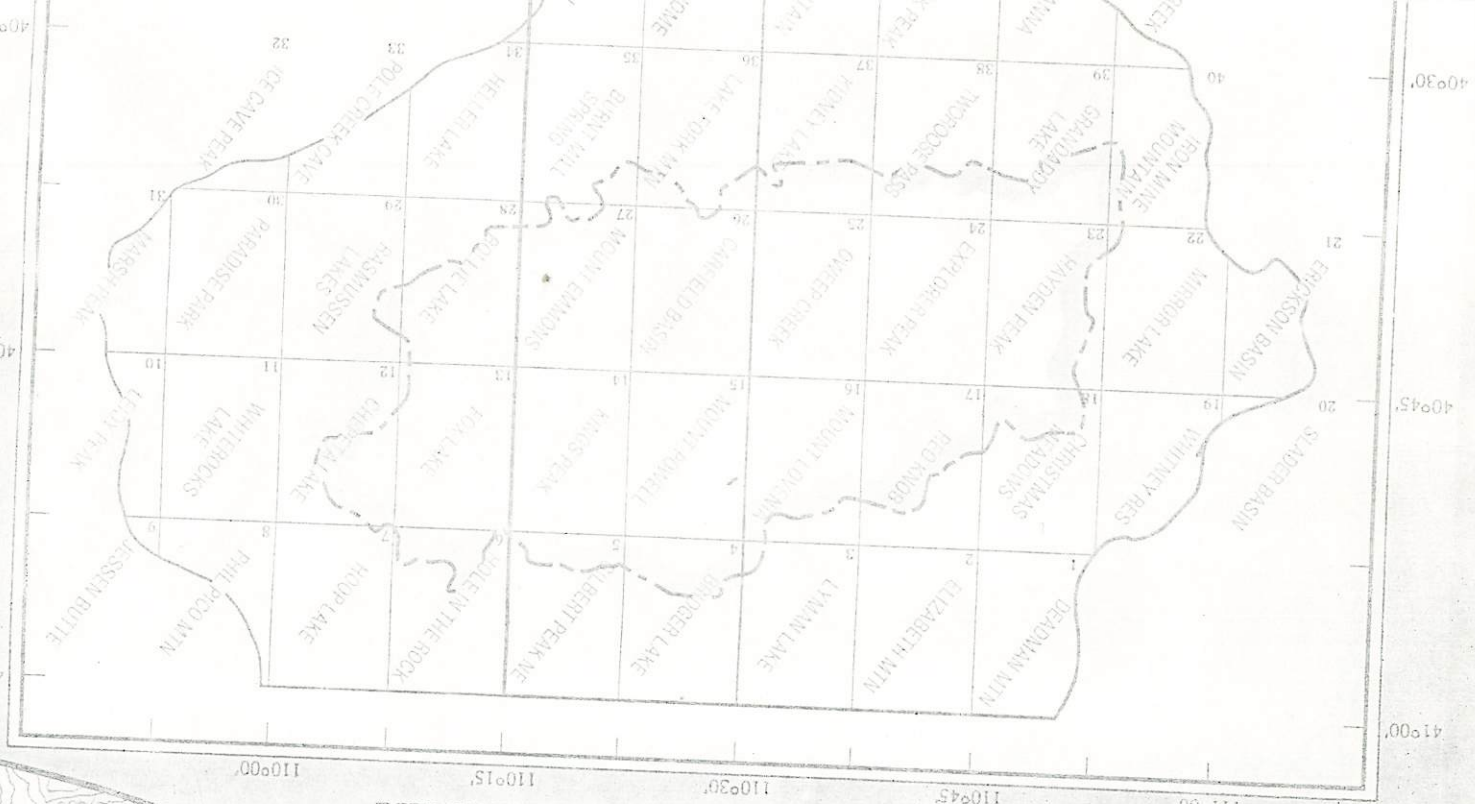 110°45'
110°30'
110°15'
110°00'
41°00'
DEADMAN MTN
ELIZABETH MTN
LYMAN LAKE
BRIDGER LAKE
GILBERT PEAK NE
HOLE IN THE ROCK
HOOP LAKE
PHIL PICO MTN
JESSEN BUTTE
1
2
3
4
5
6
7
8
9
SLADER BASIN
WHITNEY RES
CHRISTMAS
MEADOWS
RED KNOB
MOUNT LOVENIA
MOUNT POWELL
KINGS PEAK
FOX LAKE
CHEPETA LAKE
WHITEROCKS
LAKE
LEIDY PEAK
40°45'
20
19
18
17
16
15
14
13
12
11
10
ERICKSON BASIN
MIRROR LAKE
HAYDEN PEAK
EXPLORER PEAK
OWEEP CREEK
GARFIELD BASIN
MOUNT EMMONS
BOLLIE LAKE
RASMUSSEN
LAKES
PARADISE PARK
MARSH PEAK
21
22
23
24
25
26
27
28
29
30
31
IRON MINE
MOUNTAIN
GRANDADDY
LAKE
TWOROOSE PASS
KIDNEY LAKE
LAKE FORK MTN
BURNT MILL
SPRING
HELLER LAKE
POLE CREEK CAVE
ICE CAVE PEAK
40°30'
40
39
38
37
36
35
34
33
32